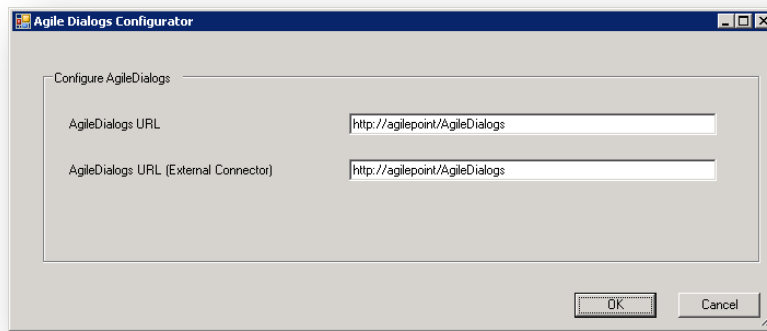 Agile Dialogs Configurator
Configure AgileDialogs
AgileDialogs URL http://agilepoint/AgileDialogs
AgileDialogs URL (External Connector) http://agilepoint/AgileDialogs
OK Cancel